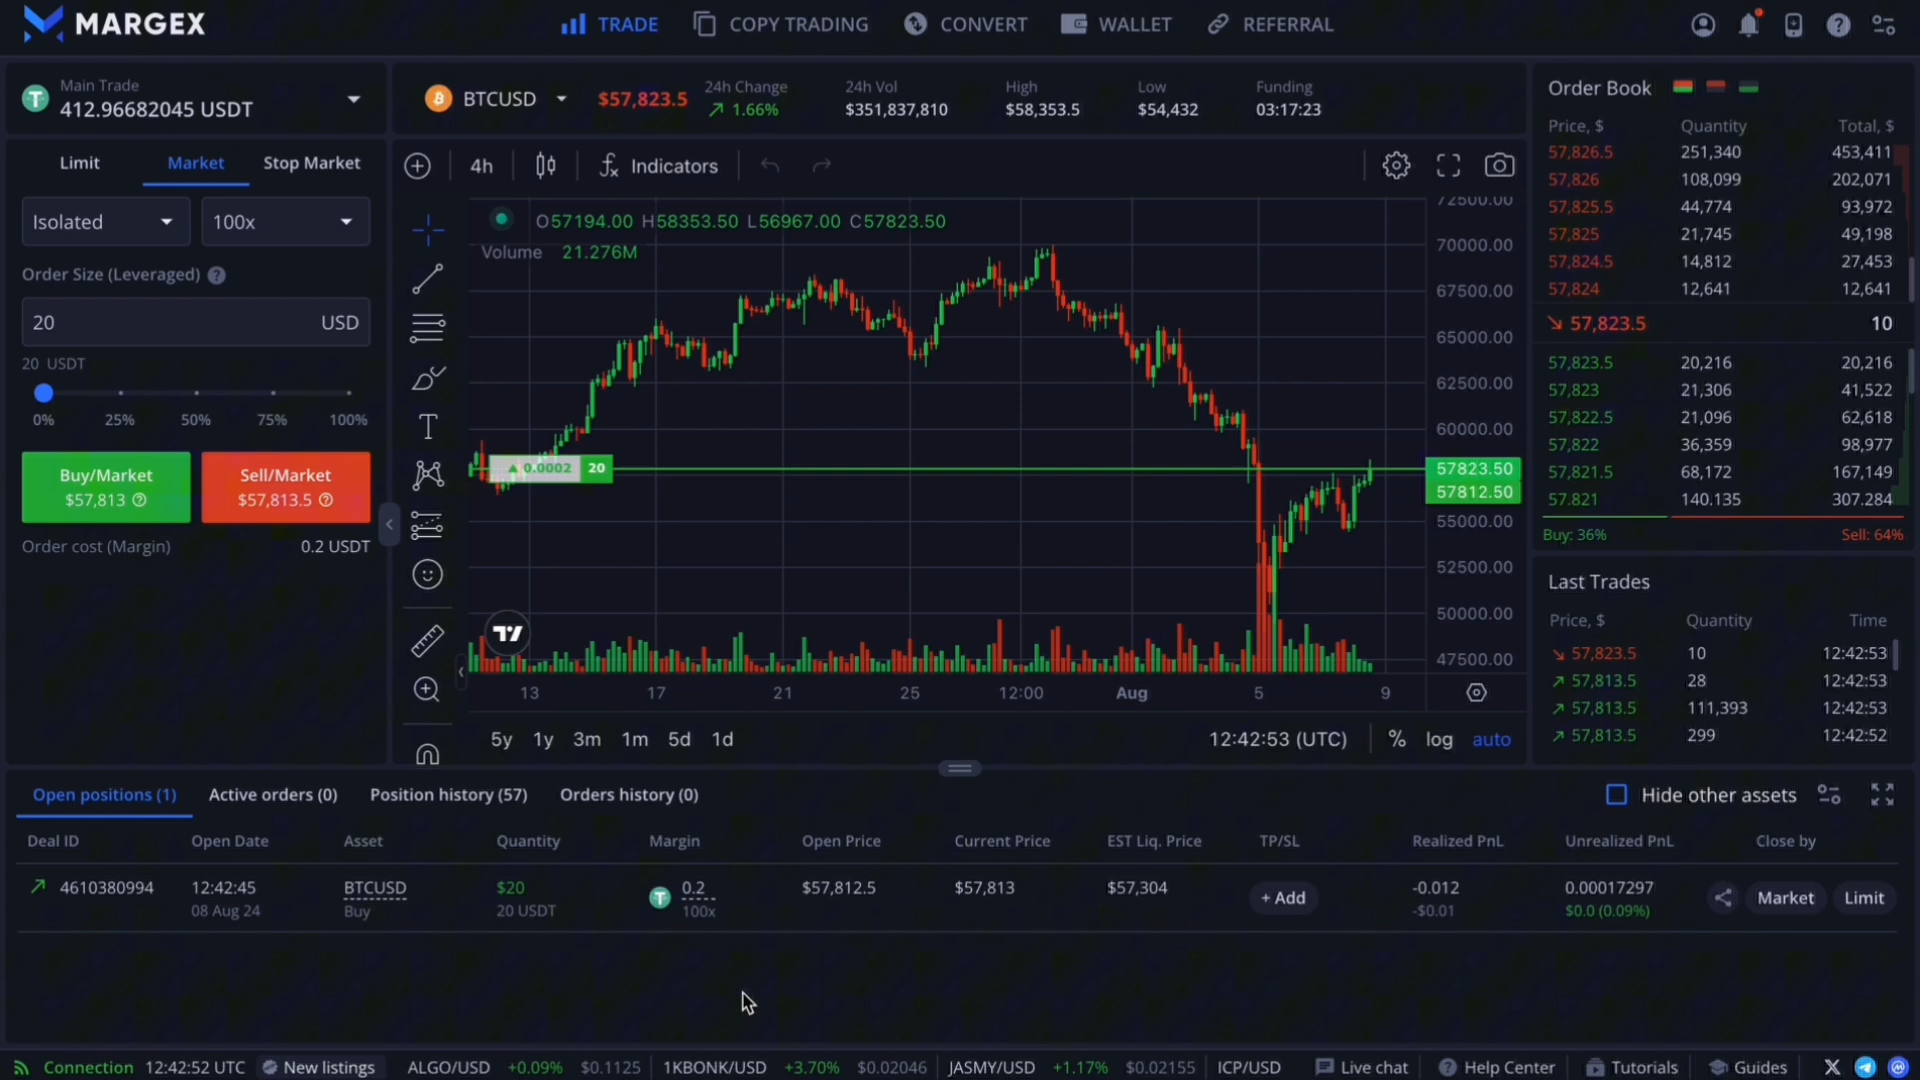 MARGEX
TRADE
COPY TRADING
CONVERT
WALLET
REFERRAL
Main Trade
412.96682045 USDT
BTCUSD
$57,823.5
24h Change
1.66%
24h Vol
$351,837,810
High
$58,353.5
Low
$54,432
Funding
03:17:23
Limit
Market
Stop Market
Isolated
100x
Order Size (Leveraged)
20 USD
20 USDT
0% 25% 50% 75% 100%
Buy/Market
$57,813
Sell/Market
$57,813.5
Order cost (Margin) 0.2 USDT
4h
Indicators
O57194.00 H58353.50 L56967.00 C57823.50
Volume 21.276M
0.0002 20
72500.00
70000.00
67500.00
65000.00
62500.00
60000.00
57823.50
57812.50
55000.00
52500.00
50000.00
47500.00
13 17 21 25 12:00 Aug 5 9
5y 1y 3m 1m 5d 1d
12:42:53 (UTC) % log auto
Order Book
Price, $ Quantity Total, $
57,826.5 251,340 453,411
57,826 108,099 202,071
57,825.5 44,774 93,972
57,825 21,745 49,198
57,824.5 14,812 27,453
57,824 12,641 12,641
57,823.5 10
57,823.5 20,216 20,216
57,823 21,306 41,522
57,822.5 21,096 62,618
57,822 36,359 98,977
57,821.5 68,172 167,149
57.821 140.135 307.284
Buy: 36% Sell: 64%
Last Trades
Price, $ Quantity Time
57,823.5 10 12:42:53
57,813.5 28 12:42:53
57,813.5 111,393 12:42:53
57,813.5 299 12:42:52
Open positions (1)
Active orders (0)
Position history (57)
Orders history (0)
Hide other assets
Deal ID Open Date Asset Quantity Margin Open Price Current Price EST Liq. Price TP/SL Realized PnL Unrealized PnL Close by
4610380994 12:42:45 BTCUSD $20 0.2 $57,812.5 $57,813 $57,304 + Add -0.012 0.00017297 Market Limit
08 Aug 24 Buy 20 USDT 100x -$0.01 $0.0 (0.09%)
Connection 12:42:52 UTC New listings ALGO/USD +0.09% $0.1125 1KBONK/USD +3.70% $0.02046 JASMY/USD +1.17% $0.02155 ICP/USD Live chat Help Center Tutorials Guides